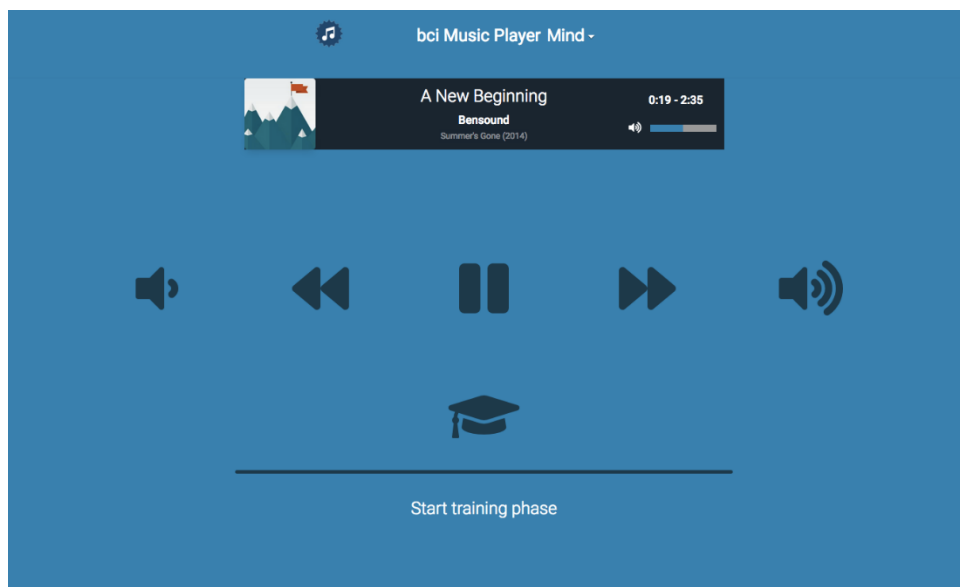 bci Music Player Mind -
A New Beginning
0:19 - 2:35
Bensound
Summer's Gone (2014)
Start training phase